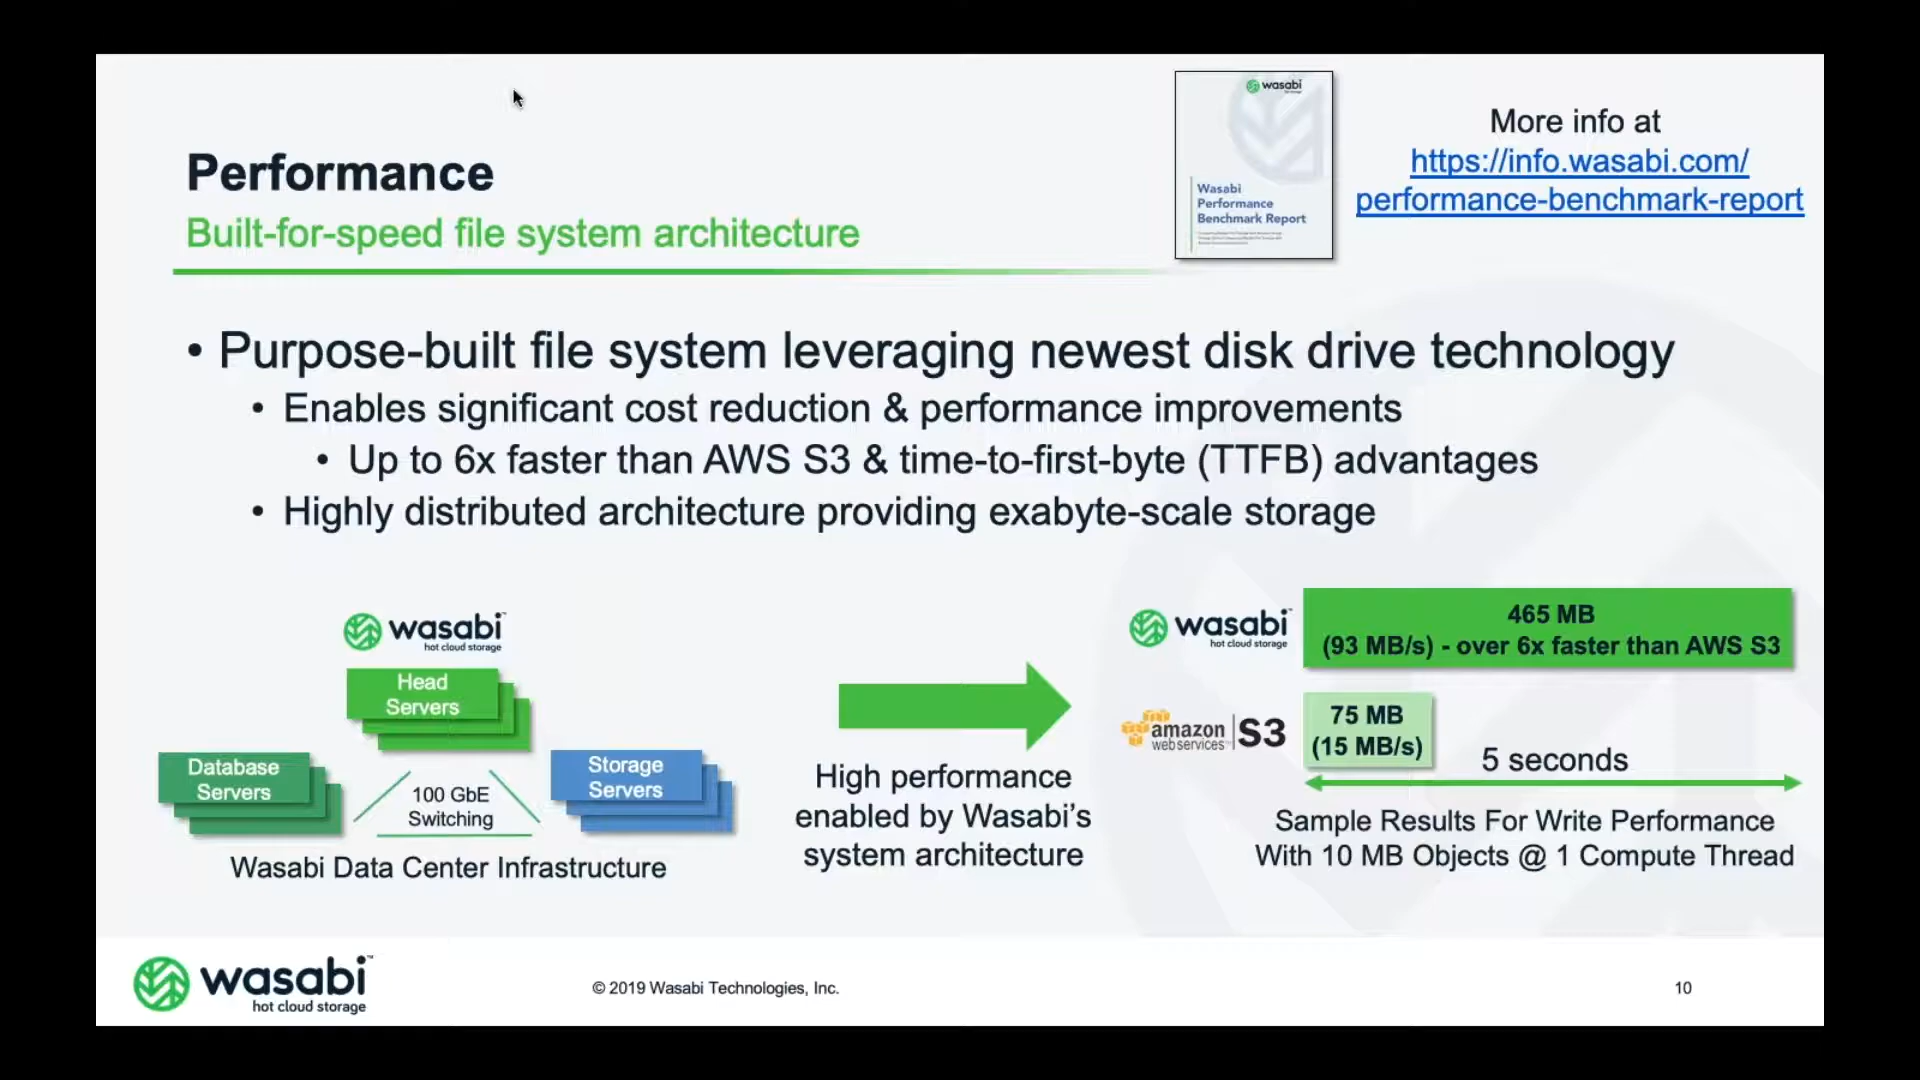 wasabi
Wasabi
Performance
Benchmark Report
More info at
https://info.wasabi.com/
performance-benchmark-report
Performance
Built-for-speed file system architecture
• Purpose-built file system leveraging newest disk drive technology
• Enables significant cost reduction & performance improvements
• Up to 6x faster than AWS S3 & time-to-first-byte (TTFB) advantages
• Highly distributed architecture providing exabyte-scale storage
wasabi™
hot cloud storage
Head
Servers
Database
Servers
100 GbE
Switching
Storage
Servers
Wasabi Data Center Infrastructure
High performance
enabled by Wasabi's
system architecture
wasabi™
hot cloud storage
465 MB
(93 MB/s) - over 6x faster than AWS S3
amazon
webservices™
S3
75 MB
(15 MB/s)
5 seconds
Sample Results For Write Performance
With 10 MB Objects @ 1 Compute Thread
wasabi™
hot cloud storage
© 2019 Wasabi Technologies, Inc.
10